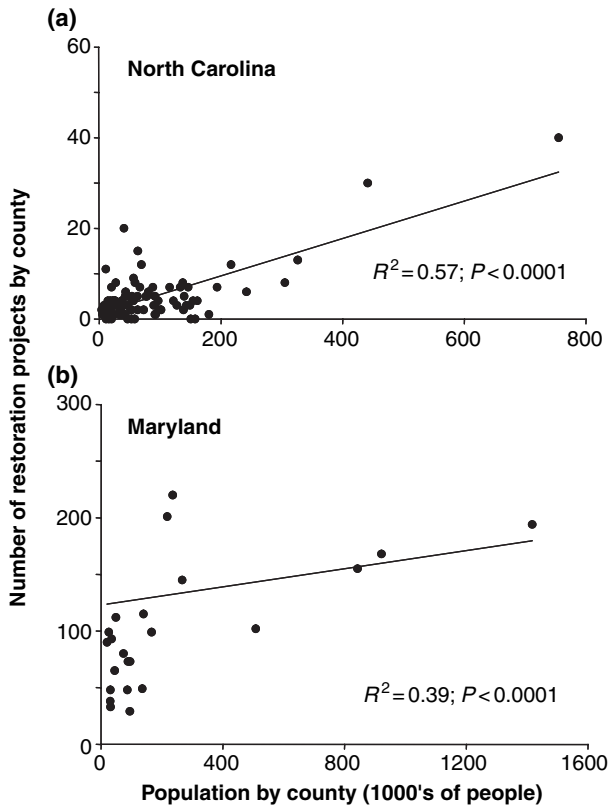 (a)
60
North Carolina
40
20
R² = 0.57; P < 0.0001
0
0 200 400 600 800
Number of restoration projects by county
(b)
300
Maryland
200
100
R² = 0.39; P < 0.0001
0
0 400 800 1200 1600
Population by county (1000's of people)